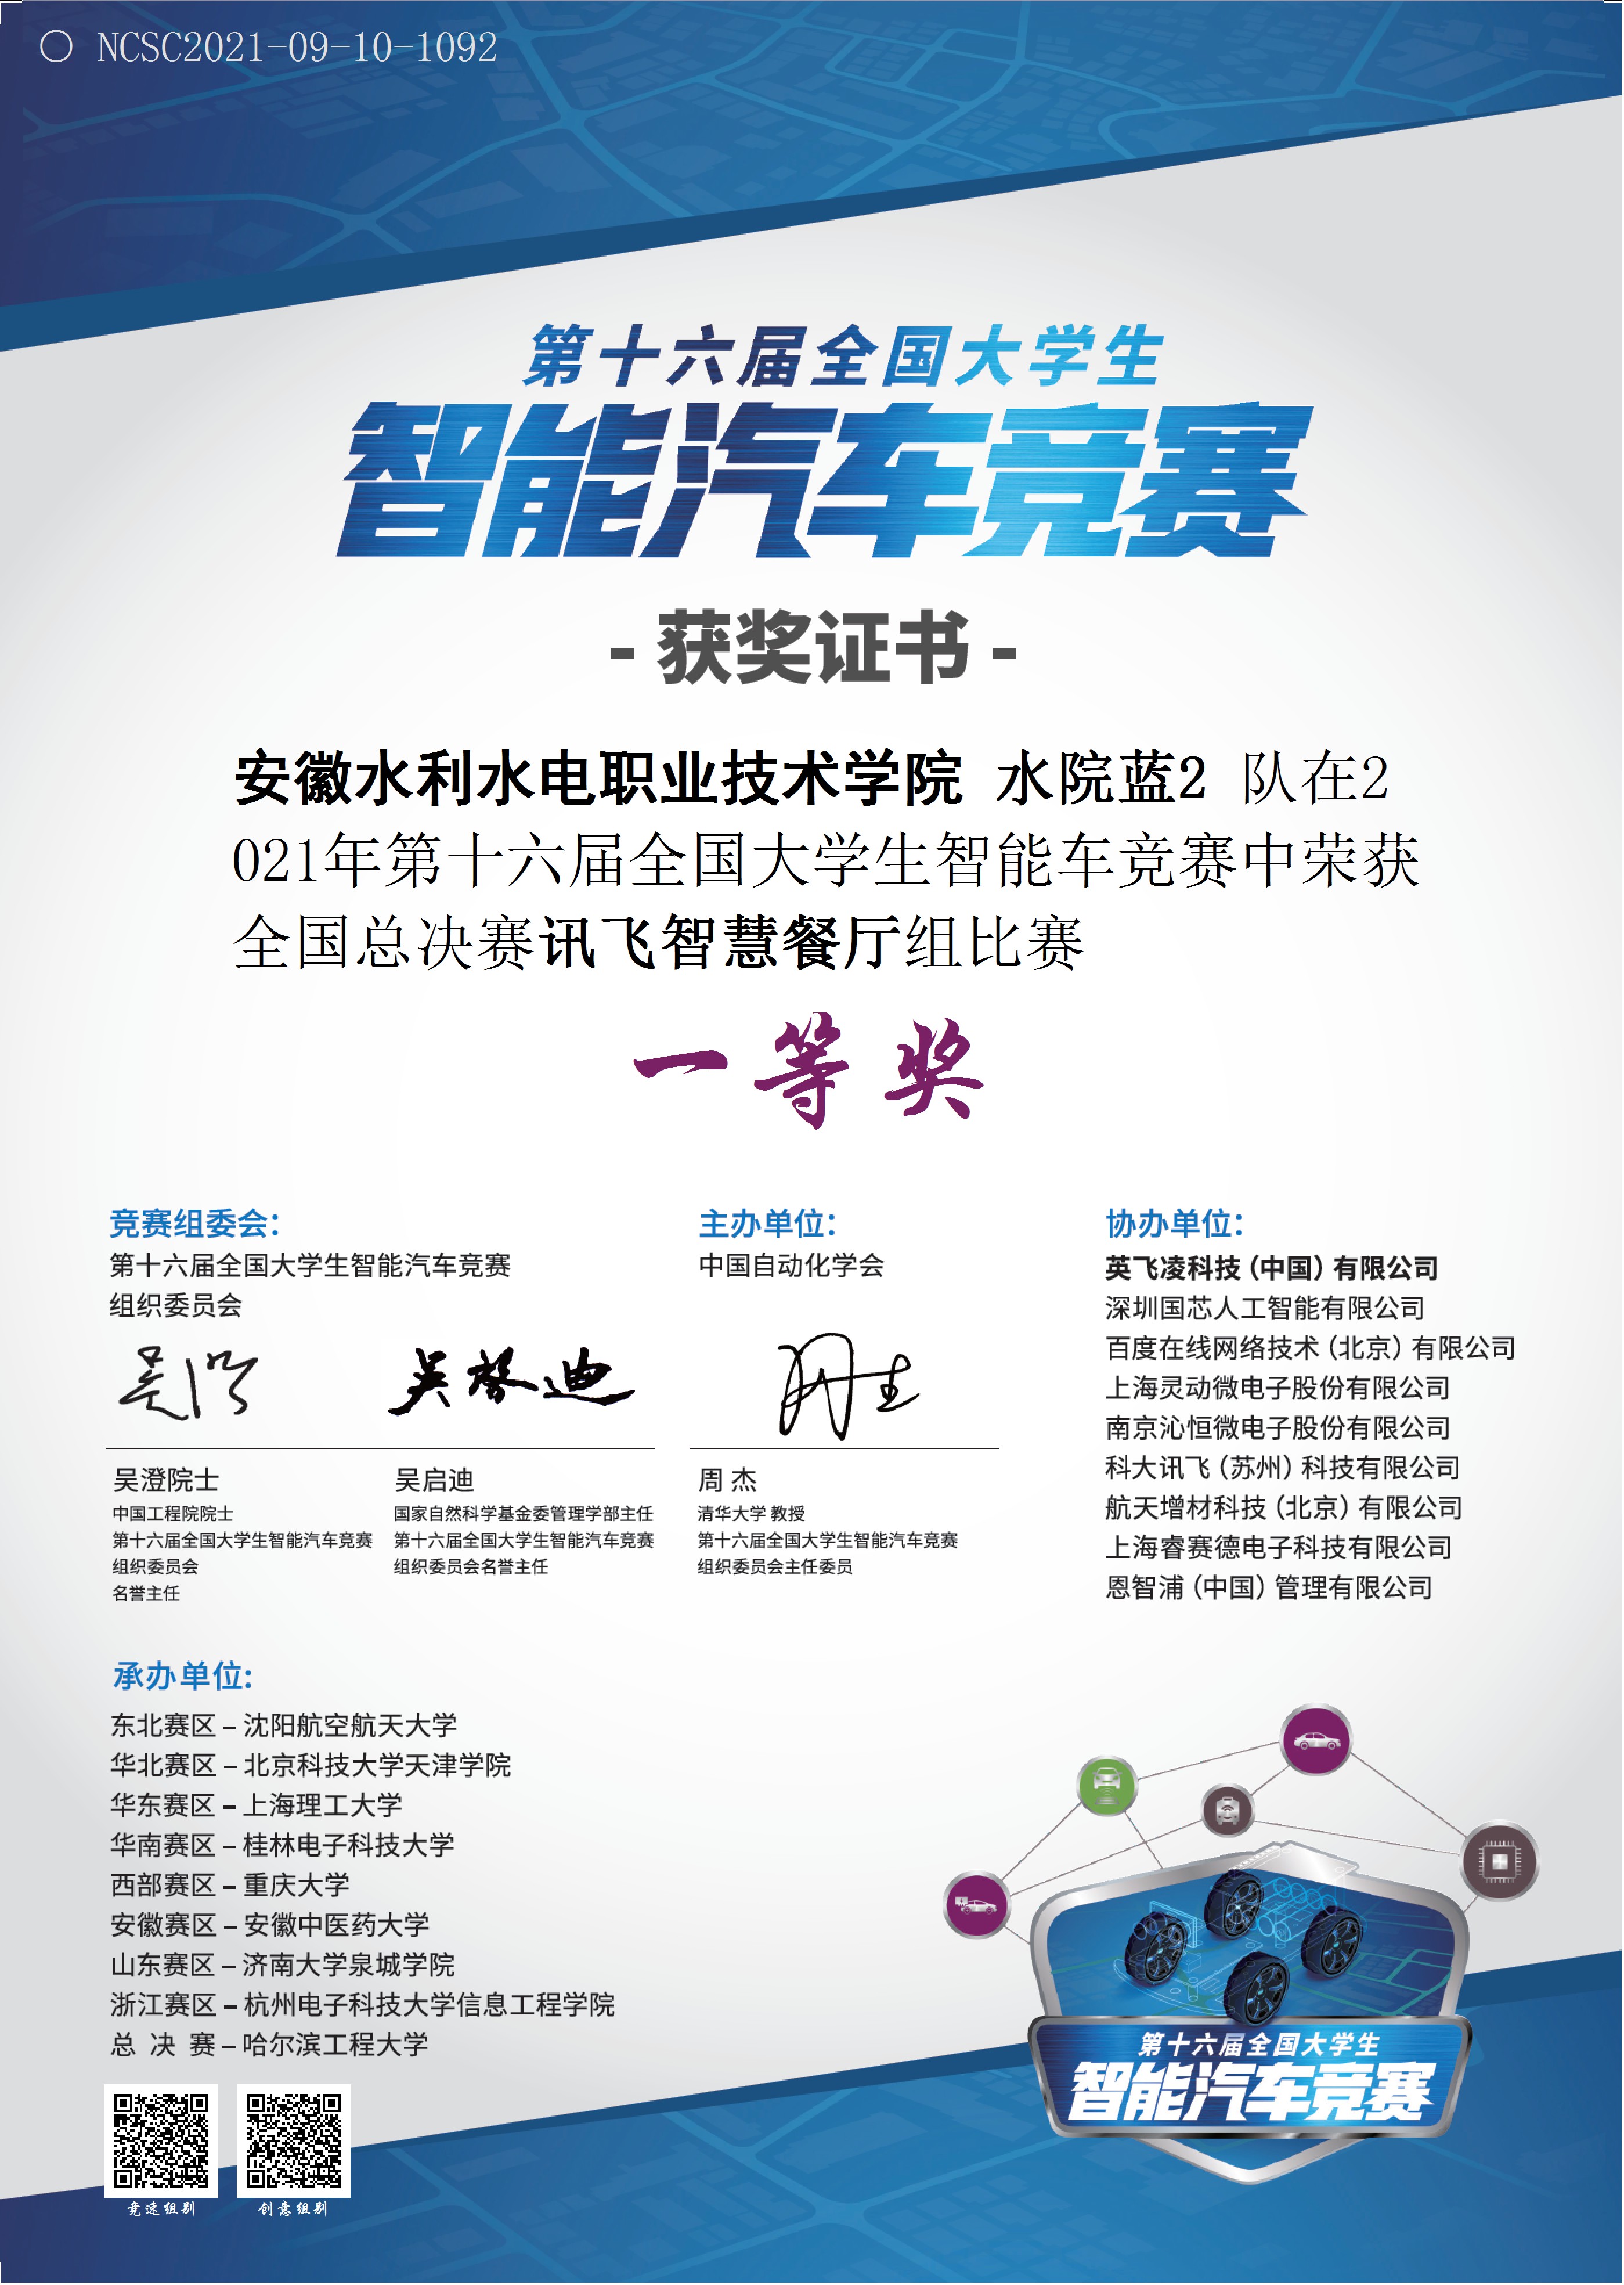 ○ NCSC2021-09-10-1092
第十六届全国大学生
智能汽车竞赛
- 获奖证书 -
安徽水利水电职业技术学院 水院蓝2 队在2
021年第十六届全国大学生智能车竞赛中荣获
全国总决赛讯飞智慧餐厅组比赛
一等奖
竞赛组委会：
第十六届全国大学生智能汽车竞赛
组织委员会
吴澄
吴启迪
吴澄院士
中国工程院院士
第十六届全国大学生智能汽车竞赛
组织委员会
名誉主任
吴启迪
国家自然科学基金委管理学部主任
第十六届全国大学生智能汽车竞赛
组织委员会名誉主任
主办单位：
中国自动化学会
周杰
周 杰
清华大学 教授
第十六届全国大学生智能汽车竞赛
组织委员会主任委员
协办单位：
英飞凌科技（中国）有限公司
深圳国芯人工智能有限公司
百度在线网络技术（北京）有限公司
上海灵动微电子股份有限公司
南京沁恒微电子股份有限公司
科大讯飞（苏州）科技有限公司
航天增材科技（北京）有限公司
上海睿赛德电子科技有限公司
恩智浦（中国）管理有限公司
承办单位：
东北赛区 – 沈阳航空航天大学
华北赛区 – 北京科技大学天津学院
华东赛区 – 上海理工大学
华南赛区 – 桂林电子科技大学
西部赛区 – 重庆大学
安徽赛区 – 安徽中医药大学
山东赛区 – 济南大学泉城学院
浙江赛区 – 杭州电子科技大学信息工程学院
总 决 赛 – 哈尔滨工程大学
竞速组别
创意组别
第十六届全国大学生
智能汽车竞赛